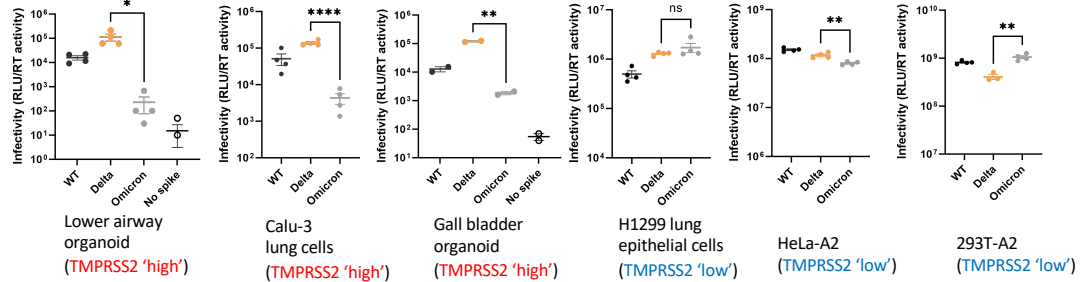 Infectivity (RLU/RT activity)
10⁶
10⁵
10⁴
10³
10²
10¹
10⁰
*
WT
Delta
Omicron
No spike
Lower airway
organoid
(TMPRSS2 ‘high’)
Infectivity (RLU/RT activity)
10⁶
10⁵
10⁴
10³
10²
****
WT
Delta
Omicron
Calu-3
lung cells
(TMPRSS2 ‘high’)
Infectivity (RLU/RT activity)
10⁶
10⁵
10⁴
10³
10²
10¹
**
WT
Delta
Omicron
No spike
Gall bladder
organoid
(TMPRSS2 ‘high’)
Infectivity (RLU/RT activity)
10⁷
10⁶
10⁵
10⁴
ns
WT
Delta
Omicron
H1299 lung
epithelial cells
(TMPRSS2 ‘low’)
Infectivity (RLU/RT activity)
10⁹
10⁸
10⁷
10⁶
**
WT
Delta
Omicron
HeLa-A2
(TMPRSS2 ‘low’)
Infectivity (RLU/RT activity)
10¹⁰
10⁹
10⁸
10⁷
**
WT
Delta
Omicron
293T-A2
(TMPRSS2 ‘low’)